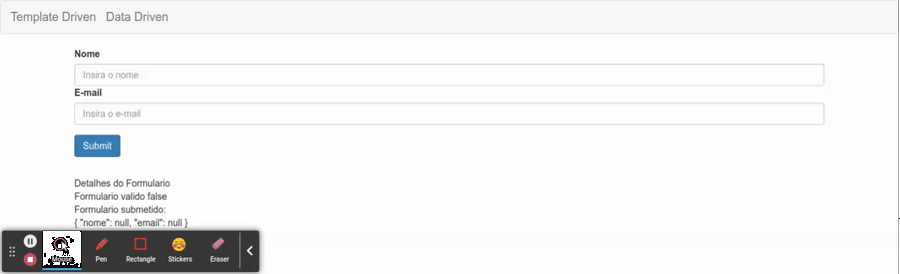 Template Driven Data Driven
Nome
Insira o nome
E-mail
Insira o e-mail
Submit
Detalhes do Formulario
Formulario valido false
Formulario submetido:
{ "nome": null, "email": null }
Pen Rectangle Stickers Eraser